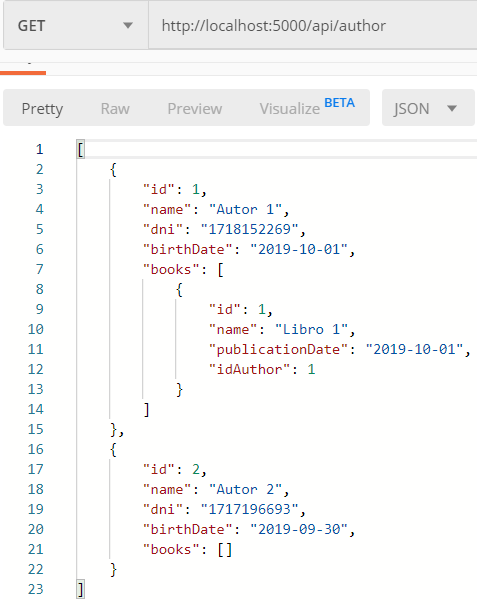 GET http://localhost:5000/api/author
Pretty Raw Preview Visualize BETA JSON
1 [
2 {
3 "id": 1,
4 "name": "Autor 1",
5 "dni": "1718152269",
6 "birthDate": "2019-10-01",
7 "books": [
8 {
9 "id": 1,
10 "name": "Libro 1",
11 "publicationDate": "2019-10-01",
12 "idAuthor": 1
13 }
14 ]
15 },
16 {
17 "id": 2,
18 "name": "Autor 2",
19 "dni": "1717196693",
20 "birthDate": "2019-09-30",
21 "books": []
22 }
23 ]